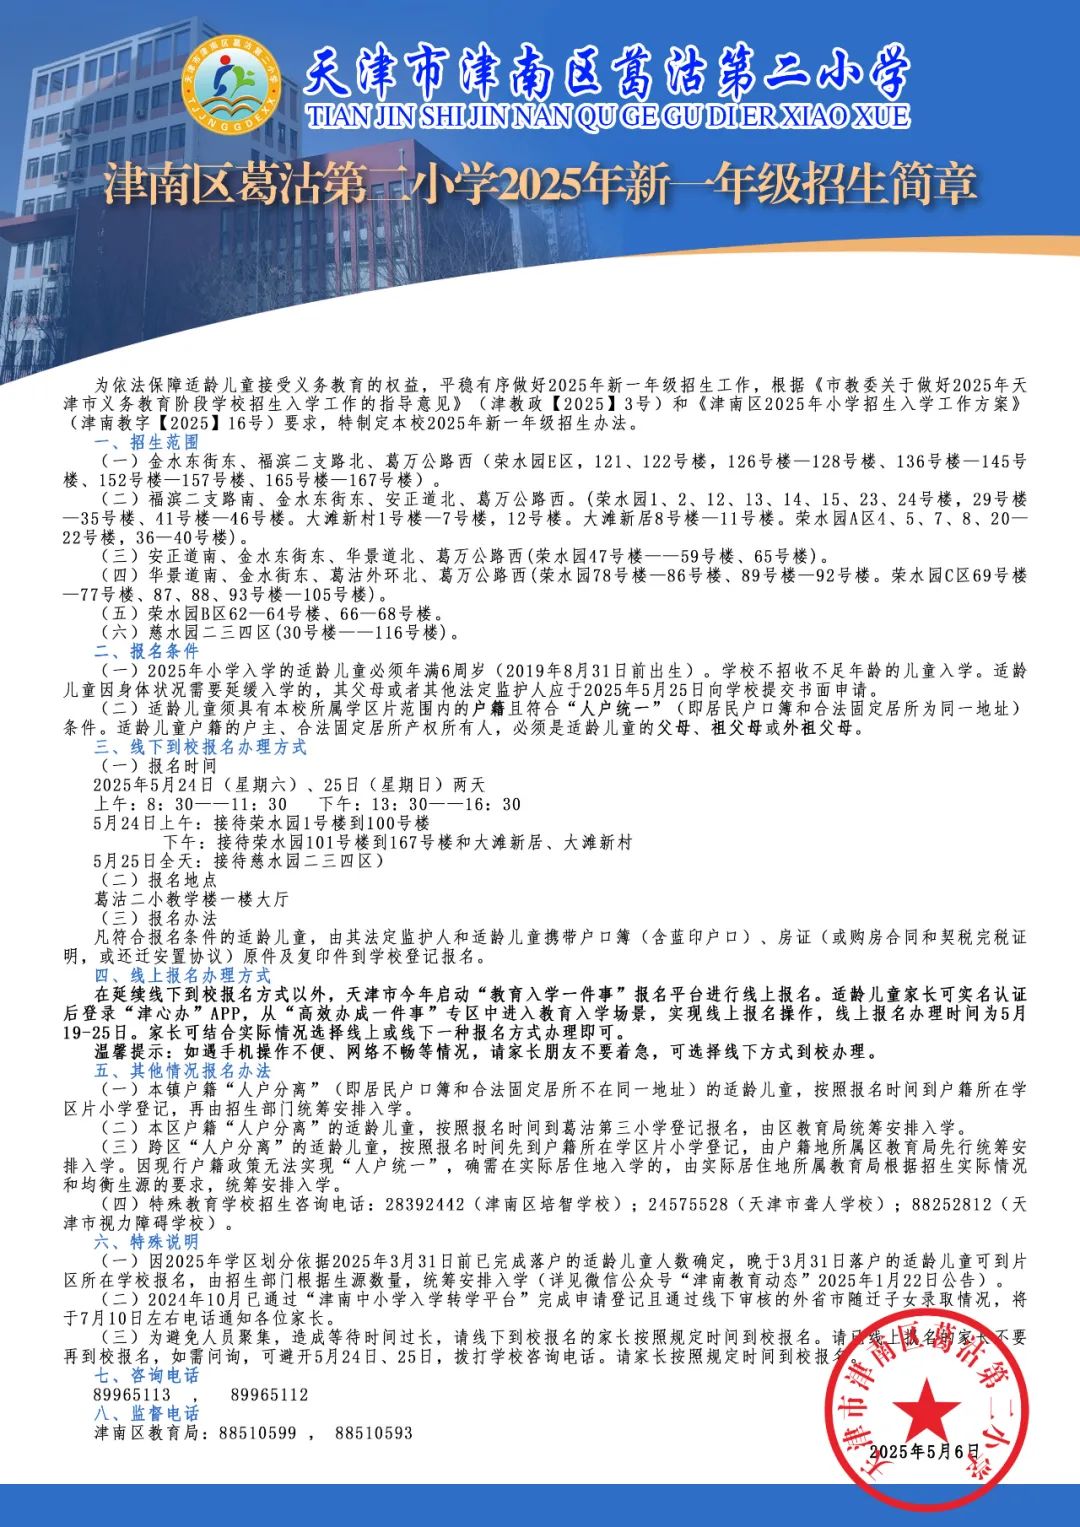 天津市津南区葛沽第二小学
TJJNGGDEXX
天津市津南区葛沽第二小学
TIAN JIN SHI JIN NAN QU GE GU DI ER XIAO XUE
津南区葛沽第二小学2025年新一年级招生简章
为依法保障适龄儿童接受义务教育的权益，平稳有序做好2025年新一年级招生工作，根据《市教委关于做好2025年天
津市义务教育阶段学校招生入学工作的指导意见》（津教政【2025】3号）和《津南区2025年小学招生入学工作方案》
（津南教字【2025】16号）要求，特制定本校2025年新一年级招生办法。
一、招生范围
（一）金水东街东、福滨二支路北、葛万公路西（荣水园E区，121、122号楼，126号楼—128号楼、136号楼—145号
楼、152号楼—157号楼、165号楼—167号楼）。
（二）福滨二支路南、金水东街东、安正道北、葛万公路西。(荣水园1、2、12、13、14、15、23、24号楼，29号楼
—35号楼、41号楼—46号楼。大滩新村1号楼—7号楼，12号楼。大滩新居8号楼—11号楼。荣水园A区4、5、7、8、20—
22号楼，36—40号楼)。
（三）安正道南、金水东街东、华景道北、葛万公路西(荣水园47号楼——59号楼、65号楼)。
（四）华景道南、金水街东、葛沽外环北、葛万公路西(荣水园78号楼—86号楼、89号楼—92号楼。荣水园C区69号楼
—77号楼、87、88、93号楼—105号楼)。
（五）荣水园B区62—64号楼、66—68号楼。
（六）慈水园二三四区(30号楼——116号楼)。
二、报名条件
（一）2025年小学入学的适龄儿童必须年满6周岁（2019年8月31日前出生）。学校不招收不足年龄的儿童入学。适龄
儿童因身体状况需要延缓入学的，其父母或者其他法定监护人应于2025年5月25日向学校提交书面申请。
（二）适龄儿童须具有本校所属学区片范围内的户籍且符合“人户统一”（即居民户口簿和合法固定居所为同一地址）
条件。适龄儿童户籍的户主、合法固定居所产权所有人，必须是适龄儿童的父母、祖父母或外祖父母。
三、线下到校报名办理方式
（一）报名时间
2025年5月24日（星期六）、25日（星期日）两天
上午：8：30——11：30 下午：13：30——16：30
5月24日上午：接待荣水园1号楼到100号楼
下午：接待荣水园101号楼到167号楼和大滩新居、大滩新村
5月25日全天：接待慈水园二三四区）
（二）报名地点
葛沽二小教学楼一楼大厅
（三）报名办法
凡符合报名条件的适龄儿童，由其法定监护人和适龄儿童携带户口簿（含蓝印户口）、房证（或购房合同和契税完税证
明，或还迁安置协议）原件及复印件到学校登记报名。
四、线上报名办理方式
在延续线下到校报名方式以外，天津市今年启动“教育入学一件事”报名平台进行线上报名。适龄儿童家长可实名认证
后登录“津心办”APP，从“高效办成一件事”专区中进入教育入学场景，实现线上报名操作，线上报名办理时间为5月
19-25日。家长可结合实际情况选择线上或线下一种报名方式办理即可。
温馨提示：如遇手机操作不便、网络不畅等情况，请家长朋友不要着急，可选择线下方式到校办理。
五、其他情况报名办法
（一）本镇户籍“人户分离”（即居民户口簿和合法固定居所不在同一地址）的适龄儿童，按照报名时间到户籍所在学
区片小学登记，再由招生部门统筹安排入学。
（二）本区户籍“人户分离”的适龄儿童，按照报名时间到葛沽第三小学登记报名，由区教育局统筹安排入学。
（三）跨区“人户分离”的适龄儿童，按照报名时间先到户籍所在学区片小学登记，由户籍地所属区教育局先行统筹安
排入学。因现行户籍政策无法实现“人户统一”，确需在实际居住地入学的，由实际居住地所属教育局根据招生实际情况
和均衡生源的要求，统筹安排入学。
（四）特殊教育学校招生咨询电话：28392442（津南区培智学校）；24575528（天津市聋人学校）；88252812（天
津市视力障碍学校）。
六、特殊说明
（一）因2025年学区划分依据2025年3月31日前已完成落户的适龄儿童人数确定，晚于3月31日落户的适龄儿童可到片
区所在学校报名，由招生部门根据生源数量，统筹安排入学（详见微信公众号“津南教育动态”2025年1月22日公告）。
（二）2024年10月已通过“津南中小学入学转学平台”完成申请登记且通过线下审核的外省市随迁子女录取情况，将
于7月10日左右电话通知各位家长。
（三）为避免人员聚集，造成等待时间过长，请线下到校报名的家长按照规定时间到校报名。请已线上报名的家长不要
再到校报名，如需问询，可避开5月24日、25日，拨打学校咨询电话。请家长按照规定时间到校报名。
七、咨询电话
89965113 ， 89965112
八、监督电话
津南区教育局：88510599 ， 88510593
天津市津南区葛沽第二小学
2025年5月6日